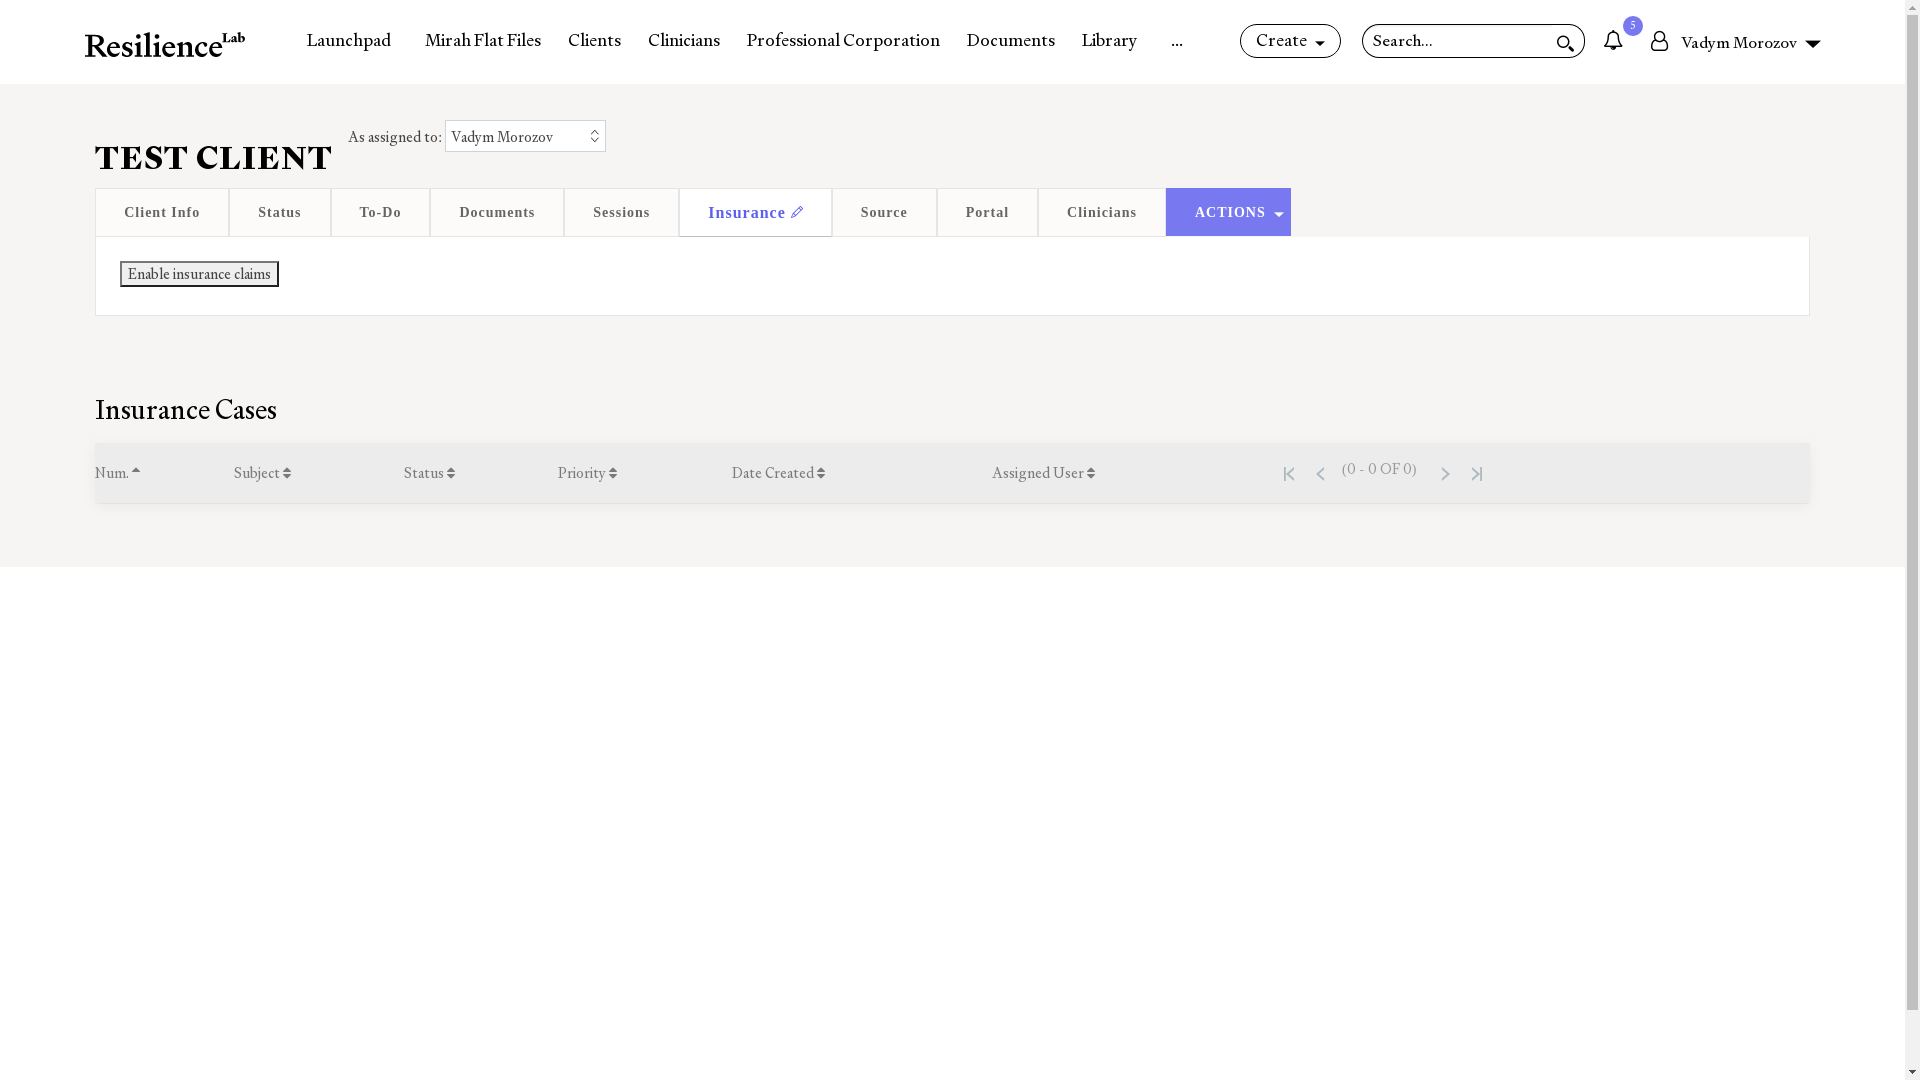 ResilienceLab Launchpad Mirah Flat Files Clients Clinicians Professional Corporation Documents Library ... Create Search... 5 Vadym Morozov
As assigned to: Vadym Morozov
TEST CLIENT
Client Info Status To-Do Documents Sessions Insurance Source Portal Clinicians ACTIONS
Enable insurance claims
Insurance Cases
Num. Subject Status Priority Date Created Assigned User (0 - 0 OF 0)